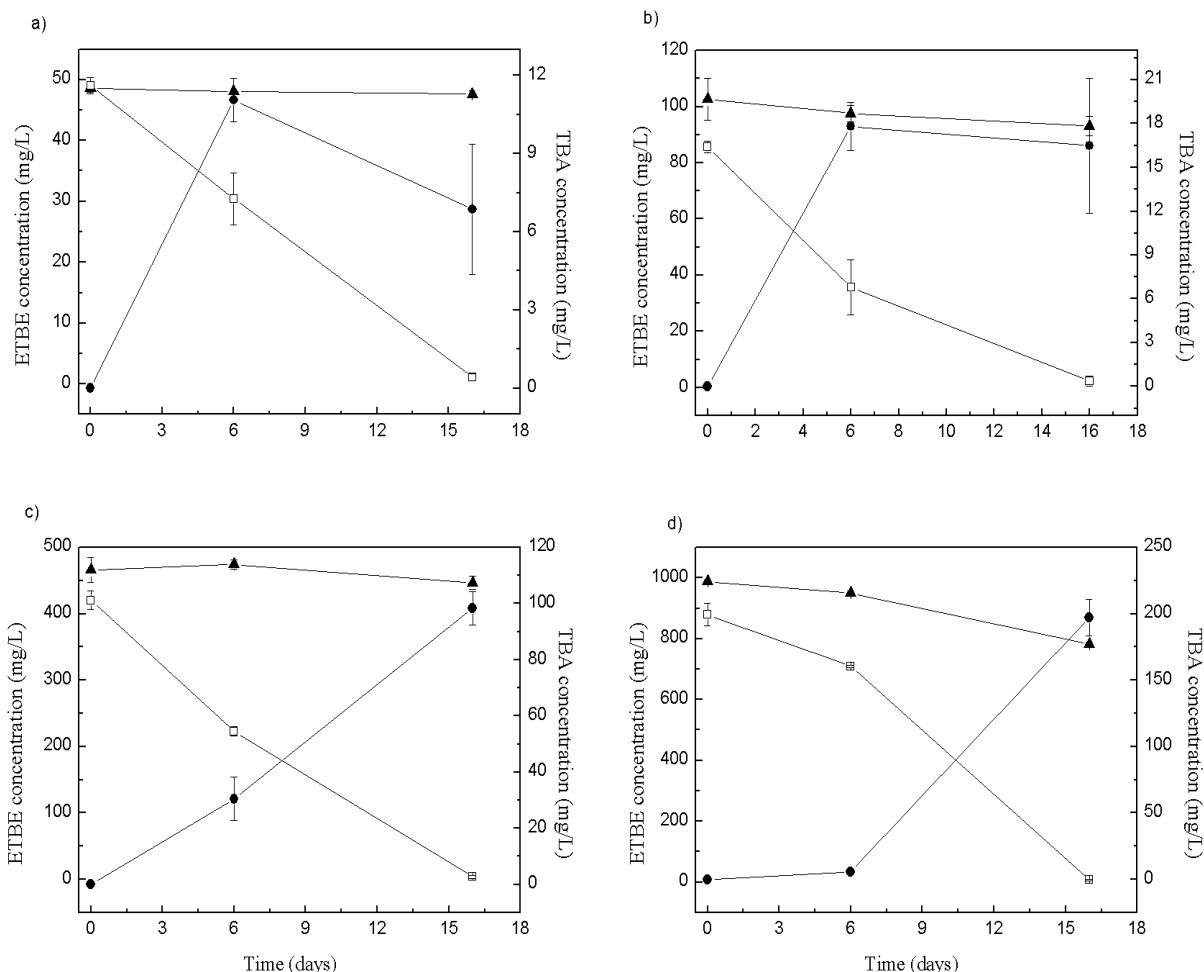 a)
ETBE concentration (mg/L)
50
40
30
20
10
0
0 3 6 9 12 15 18
12
9
6
3
0
TBA concentration (mg/L)
b)
ETBE concentration (mg/L)
120
100
80
60
40
20
0
0 2 4 6 8 10 12 14 16 18
21
18
15
12
9
6
3
0
TBA concentration (mg/L)
c)
ETBE concentration (mg/L)
500
400
300
200
100
0
0 3 6 9 12 15 18
Time (days)
120
100
80
60
40
20
0
TBA concentration (mg/L)
d)
ETBE concentration (mg/L)
1000
800
600
400
200
0
0 3 6 9 12 15 18
Time (days)
250
200
150
100
50
0
TBA concentration (mg/L)